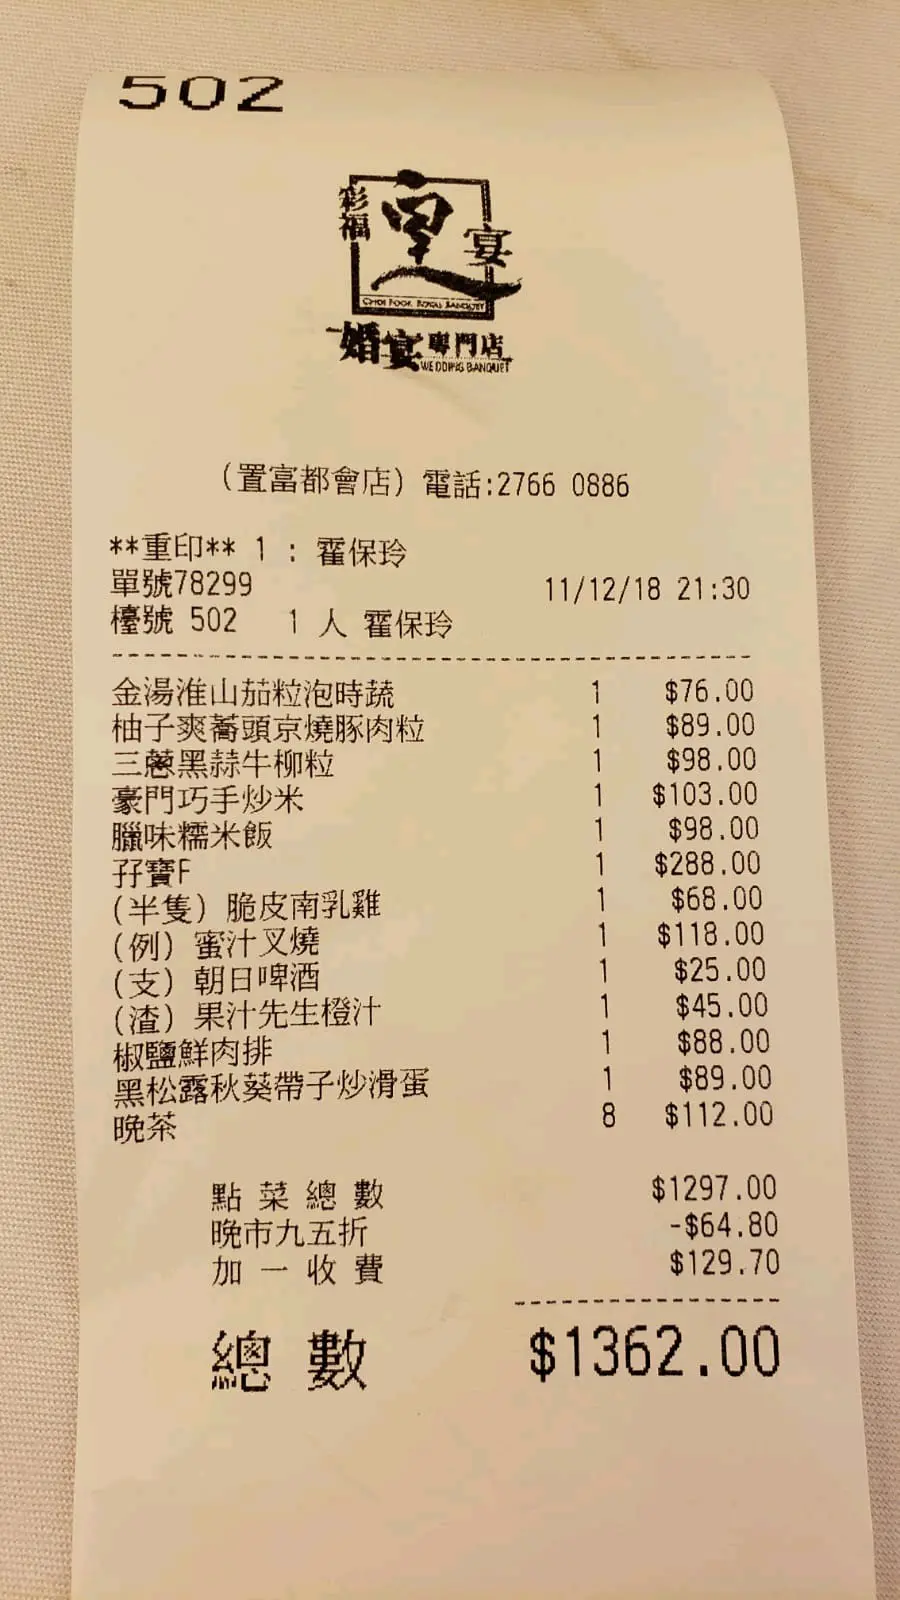 502
彩福
皇
宴
CHOI FOOK ROYAL BANQUET
婚宴專門店
WEDDING BANQUET
(置富都會店) 電話:2766 0886
**重印** 1 : 霍保玲
單號78299 11/12/18 21:30
檯號 502 1 人 霍保玲
金湯淮山茄粒泡時蔬 1 $76.00
柚子爽蕎頭京燒豚肉粒 1 $89.00
三蔥黑蒜牛柳粒 1 $98.00
豪門巧手炒米 1 $103.00
臘味糯米飯 1 $98.00
孖寶F 1 $288.00
(半隻) 脆皮南乳雞 1 $68.00
(例) 蜜汁叉燒 1 $118.00
(支) 朝日啤酒 1 $25.00
(渣) 果汁先生橙汁 1 $45.00
椒鹽鮮肉排 1 $88.00
黑松露秋葵帶子炒滑蛋 1 $89.00
晚茶 8 $112.00
點菜總數 $1297.00
晚市九五折 -$64.80
加一收費 $129.70
總數 $1362.00